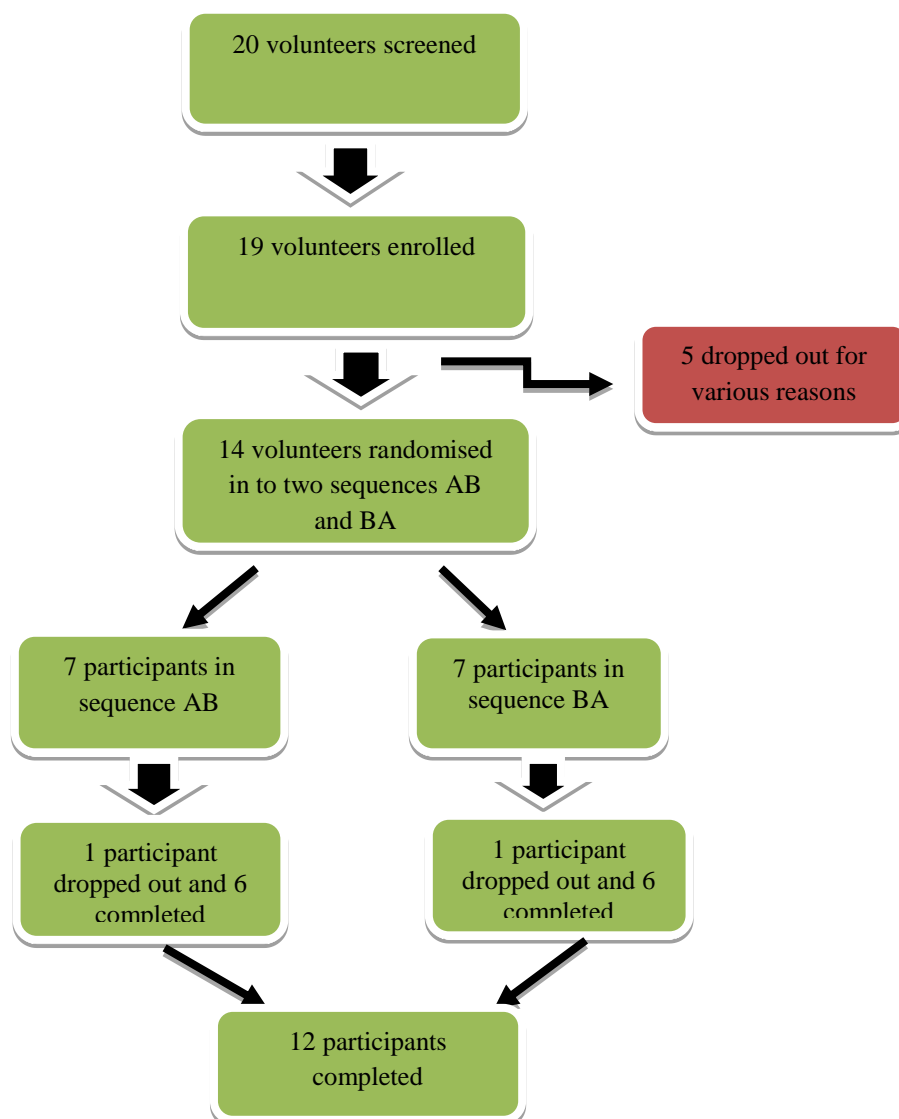 20 volunteers screened
19 volunteers enrolled
5 dropped out for
various reasons
14 volunteers randomised
in to two sequences AB
and BA
7 participants in
sequence AB
7 participants in
sequence BA
1 participant
dropped out and 6
completed
1 participant
dropped out and 6
completed
12 participants
completed